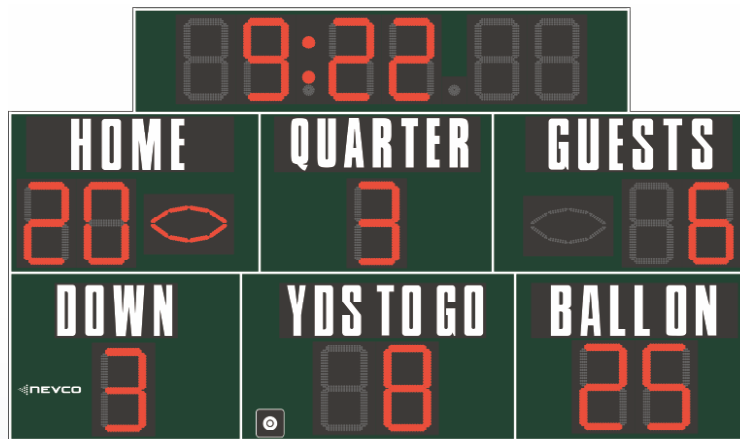 9:22
HOME QUARTER GUESTS
20 3 6
DOWN YDS TO GO BALL ON
NEVCO 3 8 25